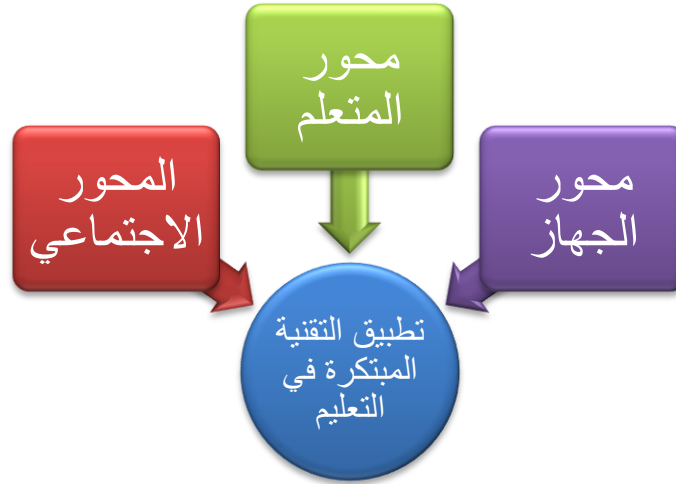 محور
المتعلم
محور
الجهاز
المحور
الاجتماعي
تطبيق التقنية
المبتكرة في
التعليم